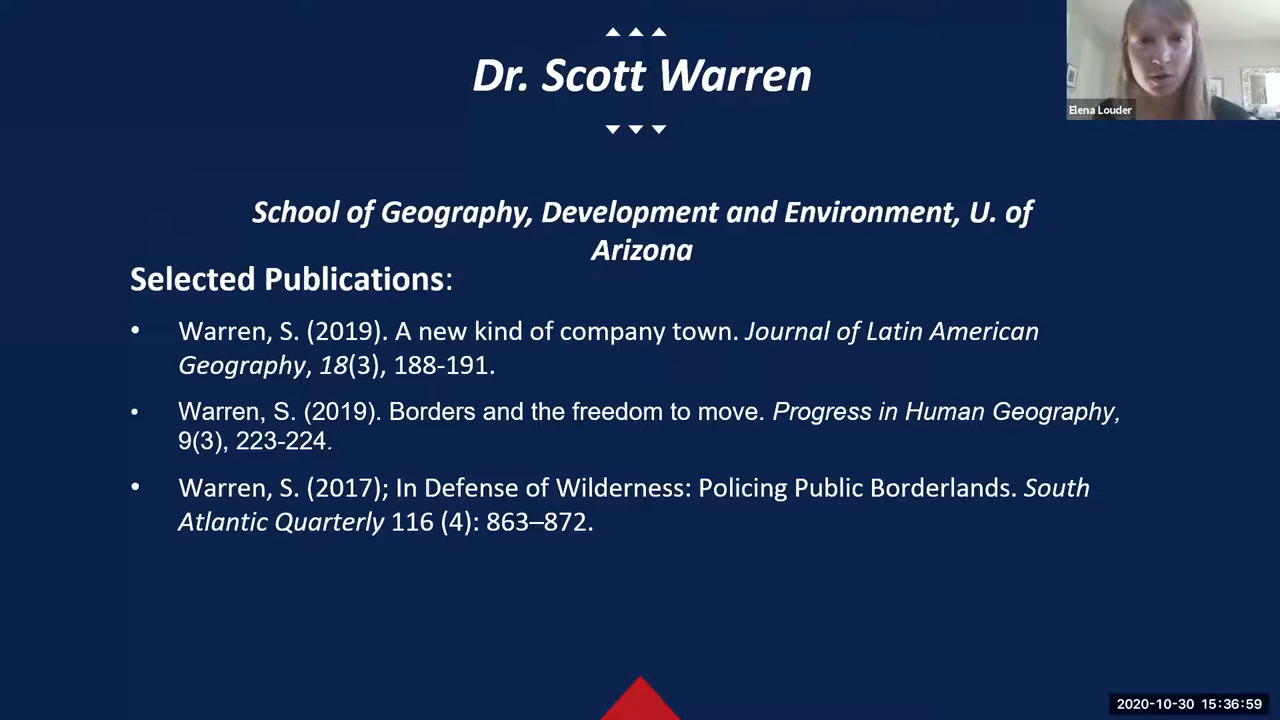 Dr. Scott Warren
Elena Louder
School of Geography, Development and Environment, U. of
Arizona
Selected Publications:
• Warren, S. (2019). A new kind of company town. Journal of Latin American
Geography, 18(3), 188-191.
• Warren, S. (2019). Borders and the freedom to move. Progress in Human Geography,
9(3), 223-224.
• Warren, S. (2017); In Defense of Wilderness: Policing Public Borderlands. South
Atlantic Quarterly 116 (4): 863–872.
2020-10-30 15:36:59